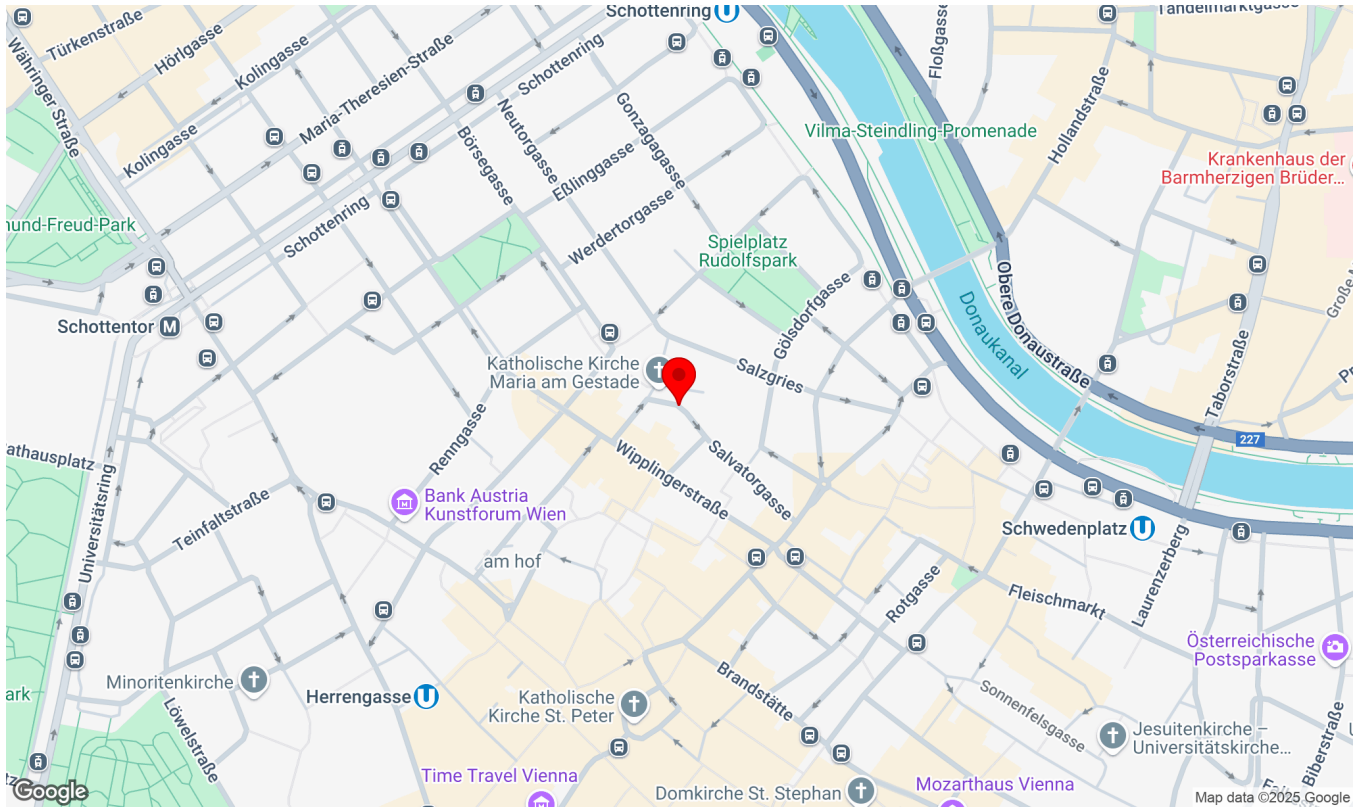 Schottenring
Tandelmarktgasse
Türkenstraße
Hörlgasse
Kolingasse
Maria-Theresien-Straße
Schottenring
Floßgasse
Währinger Straße
Kolingasse
Neutorgasse
Gonzagagasse
Hollandstraße
Vilma-Steindling-Promenade
Börsegasse
Eßlinggasse
Krankenhaus der
Barmherzigen Brüder...
Schottenring
Werdertorgasse
mund-Freud-Park
Spielplatz
Rudolfspark
Gölsdorfgasse
Obere Donaustraße
Donaukanal
Große
Schottentor
M
Taborstraße
Katholische Kirche
Maria am Gestade
Salzgries
Renngasse
227
Wipplingerstraße
Salvatorgasse
athausplatz
Universitätsring
Teinfaltstraße
Bank Austria
Kunstforum Wien
Schwedenplatz
am hof
Laurenzerberg
Rotgasse
Fleischmarkt
Österreichische
Postsparkasse
Minoritenkirche
Herrengasse
ark
Löwelstraße
Katholische
Kirche St. Peter
Brandstätte
Sonnenfelsgasse
Jesuitenkirche –
Universitätskirche...
Biberstraße
Time Travel Vienna
Mozarthaus Vienna
Domkirche St. Stephan
Google
Map data ©2025 Google